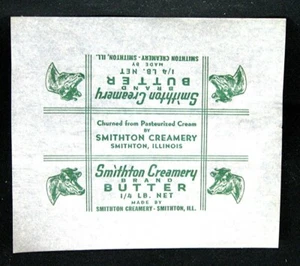 SMITHTON CREAMERY-SMITHTON, ILL.
MADE BY
1/4 LB. NET
BUTTER
BRAND
Smithton Creamery
Churned from Pasteurized Cream
BY
SMITHTON CREAMERY
SMITHTON, ILLINOIS
Smithton Creamery
BRAND
BUTTER
1/4 LB. NET
MADE BY
SMITHTON CREAMERY - SMITHTON, ILL.